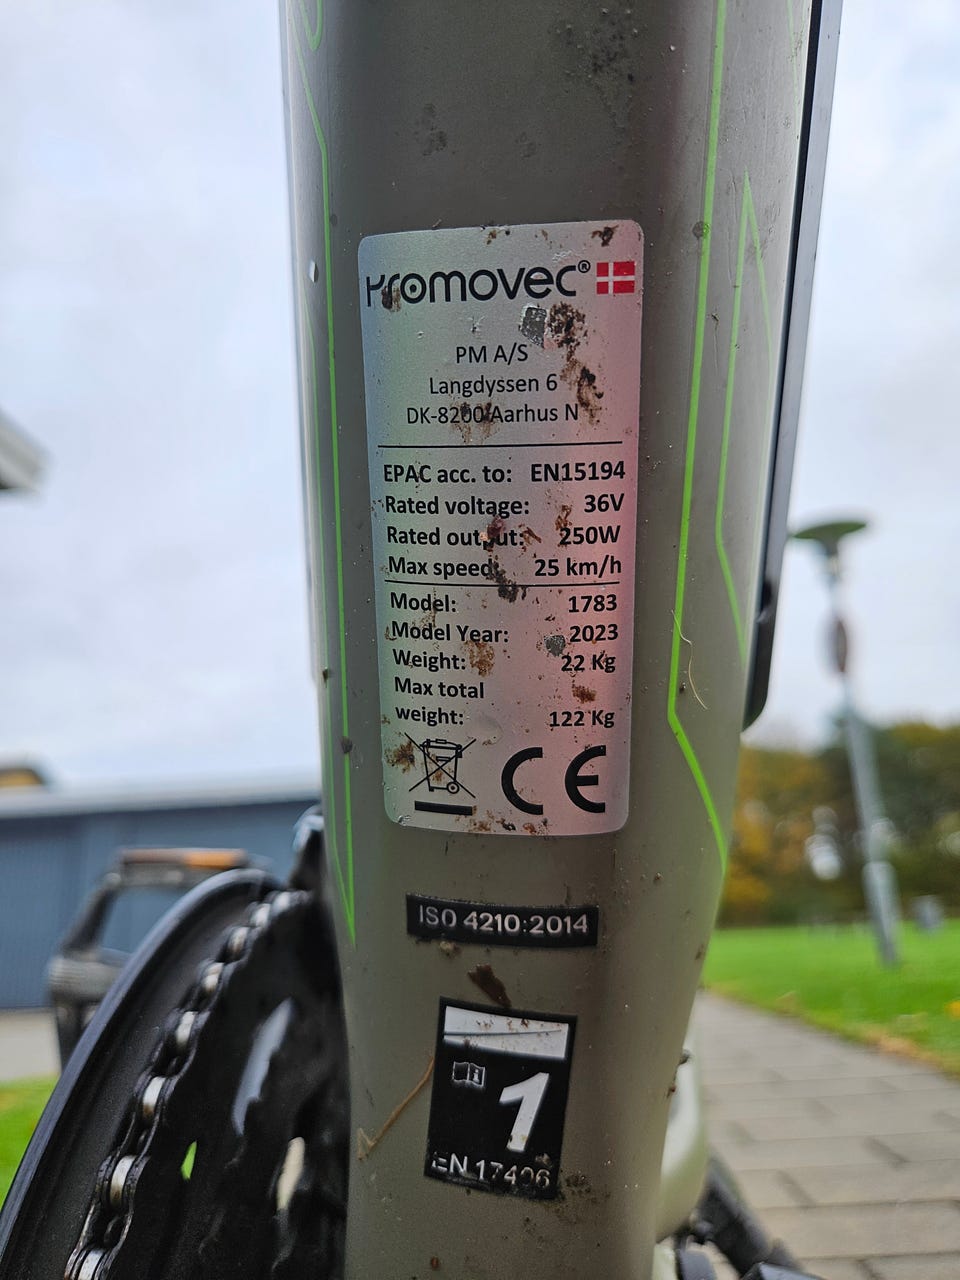 Promovec®
PM A/S
Langdyssen 6
DK-8200 Aarhus N
EPAC acc. to: EN15194
Rated voltage: 36V
Rated output: 250W
Max speed: 25 km/h
Model: 1783
Model Year: 2023
Weight: 22 Kg
Max total
weight: 122 Kg
CE
ISO 4210:2014
1
EN 17406